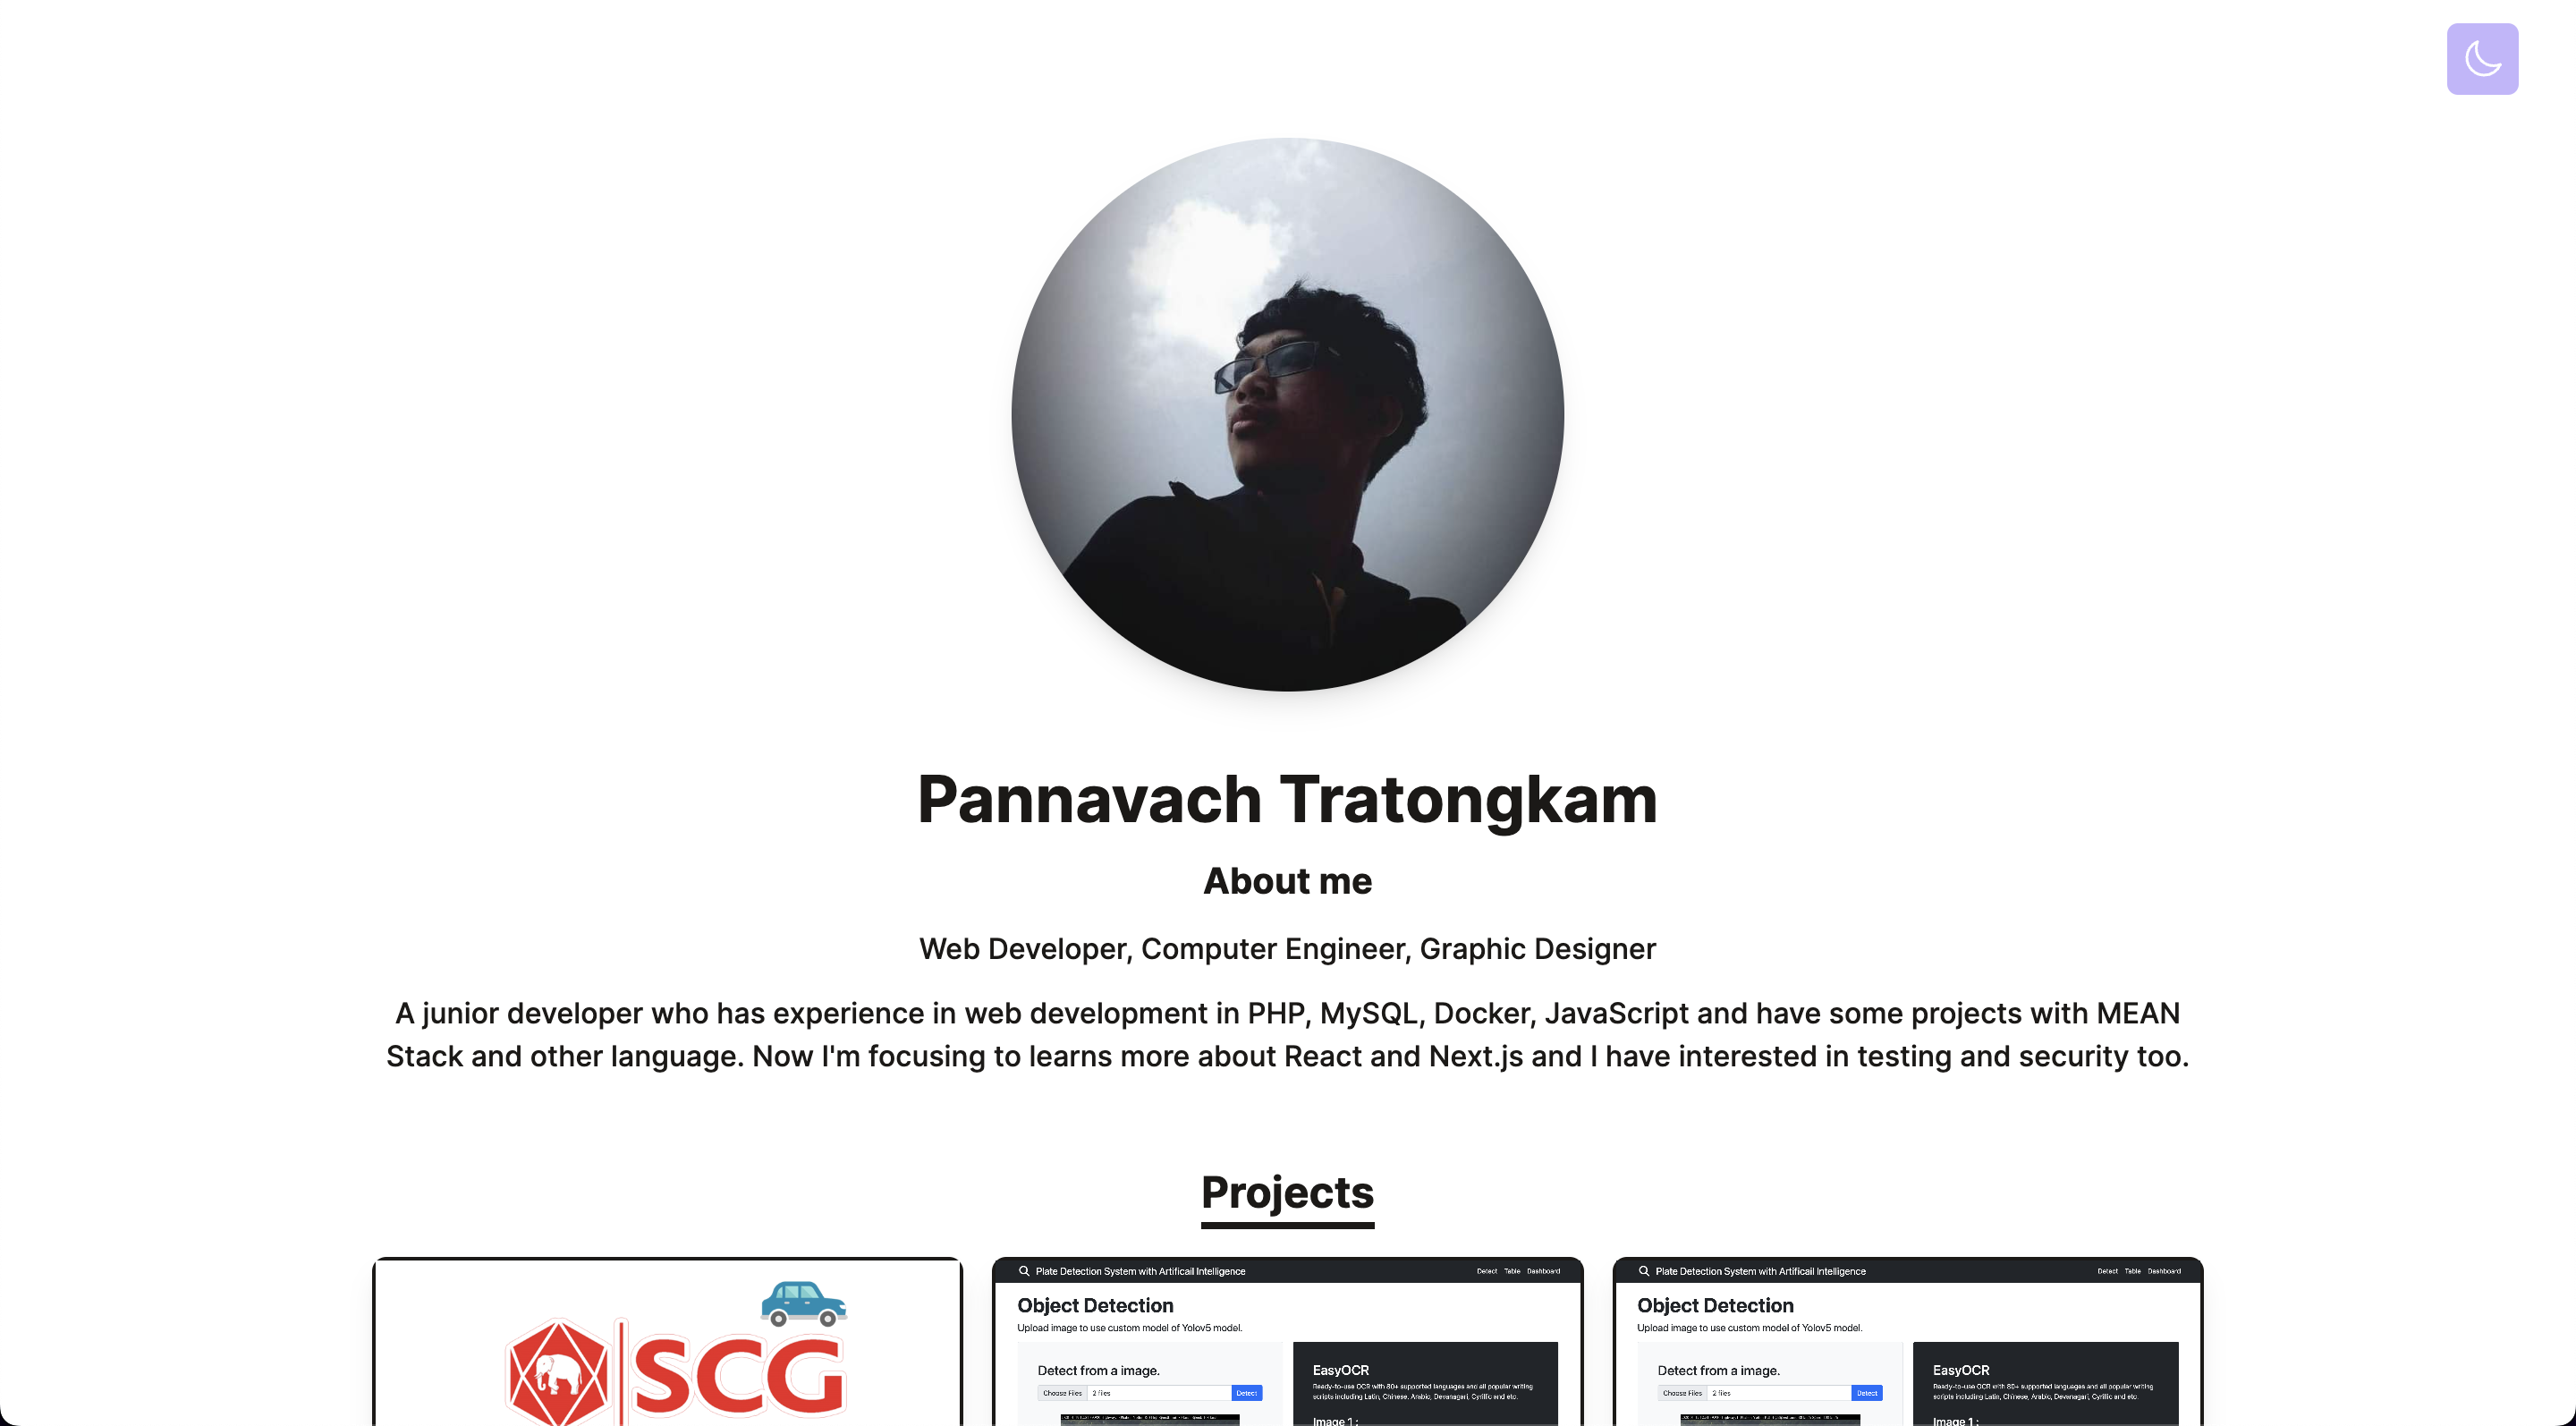 Pannavach Tratongkam
About me
Web Developer, Computer Engineer, Graphic Designer
A junior developer who has experience in web development in PHP, MySQL, Docker, JavaScript and have some projects with MEAN
Stack and other language. Now I'm focusing to learns more about React and Next.js and I have interested in testing and security too.
Projects
SCG
Plate Detection System with Artificail Intelligence
Detect Table Dashboard
Object Detection
Upload image to use custom model of Yolov5 model.
Detect from a image.
Choose Files 2 files Detect
EasyOCR
Ready-to-use OCR with 80+ supported languages and all popular writing
scripts including Latin, Chinese, Arabic, Devanagari, Cyrillic and etc.
Image 1 :
Plate Detection System with Artificail Intelligence
Detect Table Dashboard
Object Detection
Upload image to use custom model of Yolov5 model.
Detect from a image.
Choose Files 2 files Detect
EasyOCR
Ready-to-use OCR with 80+ supported languages and all popular writing
scripts including Latin, Chinese, Arabic, Devanagari, Cyrillic and etc.
Image 1 :